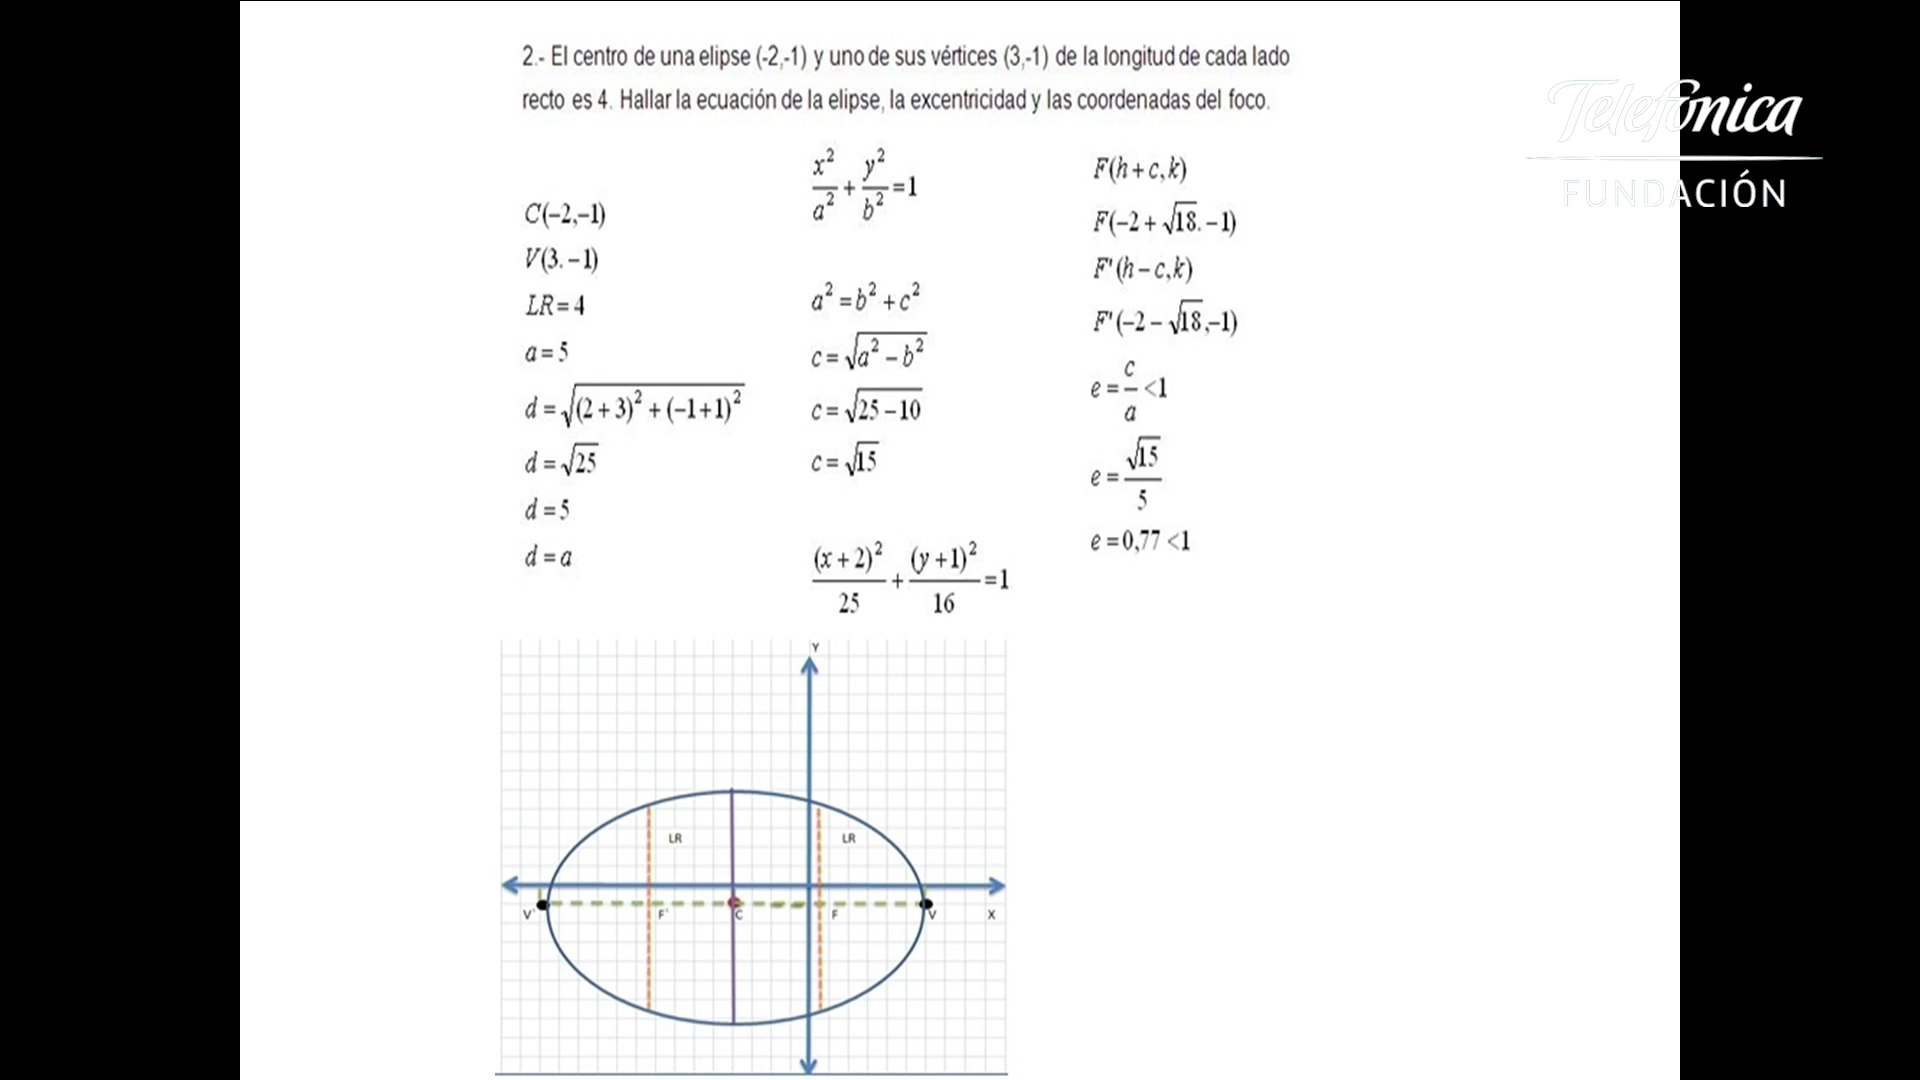 2.- El centro de una elipse (-2,-1) y uno de sus vértices (3,-1) de la longitud de cada lado
recto es 4. Hallar la ecuación de la elipse, la excentricidad y las coordenadas del foco.
Telefónica
FUNDACIÓN
C(−2,−1)
V(3.−1)
LR=4
a=5
d=√(2+3)²+(−1+1)²
d=√25
d=5
d=a
x²/a²+y²/b²=1
a²=b²+c²
c=√a²−b²
c=√25−10
c=√15
(x+2)²/25+(y+1)²/16=1
F(h+c,k)
F(−2+√18.−1)
F'(h−c,k)
F'(−2−√18,−1)
e=c/a<1
e=√15/5
e=0,77<1
Y
LR
LR
V`
F`
C
F
V
X